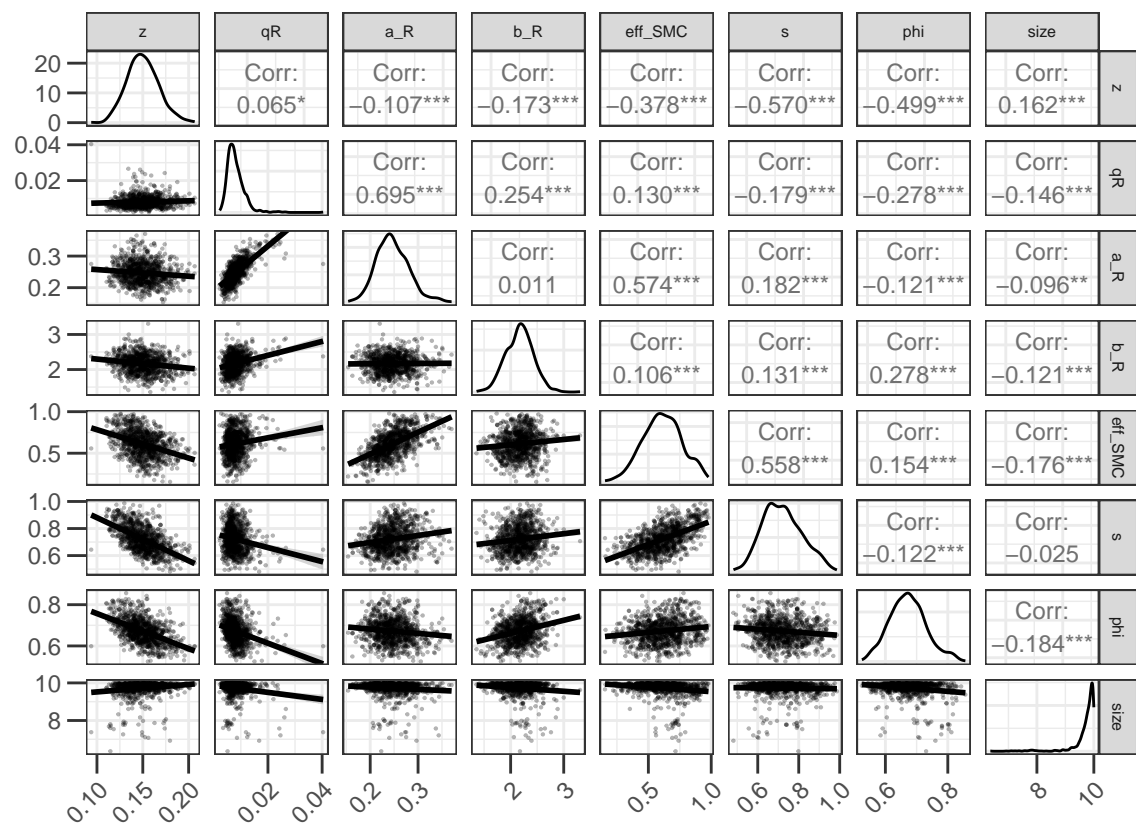 z qR a_R b_R eff_SMC s phi size
20
10
0
Corr: Corr: Corr: Corr: Corr: Corr: Corr:
0.065* −0.107*** −0.173*** −0.378*** −0.570*** −0.499*** 0.162***
z
0.04
0.02
Corr: Corr: Corr: Corr: Corr: Corr:
0.695*** 0.254*** 0.130*** −0.179*** −0.278*** −0.146***
qR
0.3
0.2
Corr: Corr: Corr: Corr: Corr:
0.011 0.574*** 0.182*** −0.121*** −0.096**
a_R
3
2
Corr: Corr: Corr: Corr:
0.106*** 0.131*** 0.278*** −0.121***
b_R
1.0
0.5
Corr: Corr: Corr:
0.558*** 0.154*** −0.176***
eff_SMC
1.0
0.8
0.6
Corr: Corr:
−0.122*** −0.025
s
0.8
0.6
Corr:
−0.184***
phi
10
8
size
0.10 0.15 0.20 0.02 0.04 0.2 0.3 2 3 0.5 1.0 0.6 0.8 1.0 0.6 0.8 8 10